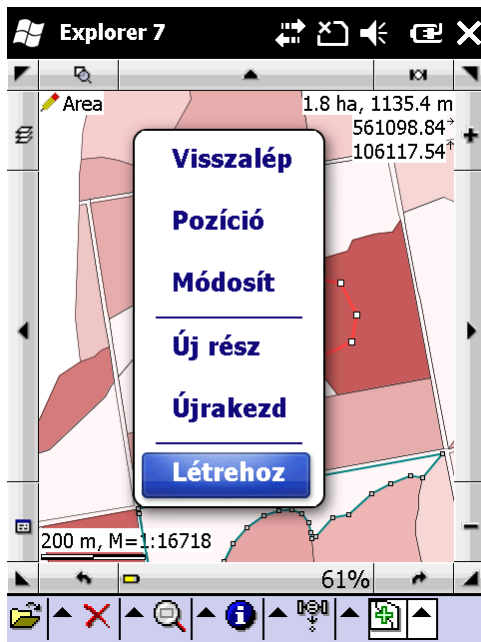 Explorer 7
Area
1.8 ha, 1135.4 m
561098.84
106117.54
Visszalép
Pozíció
Módosít
Új rész
Újrakezd
Létrehoz
200 m, M=1:16718
61%